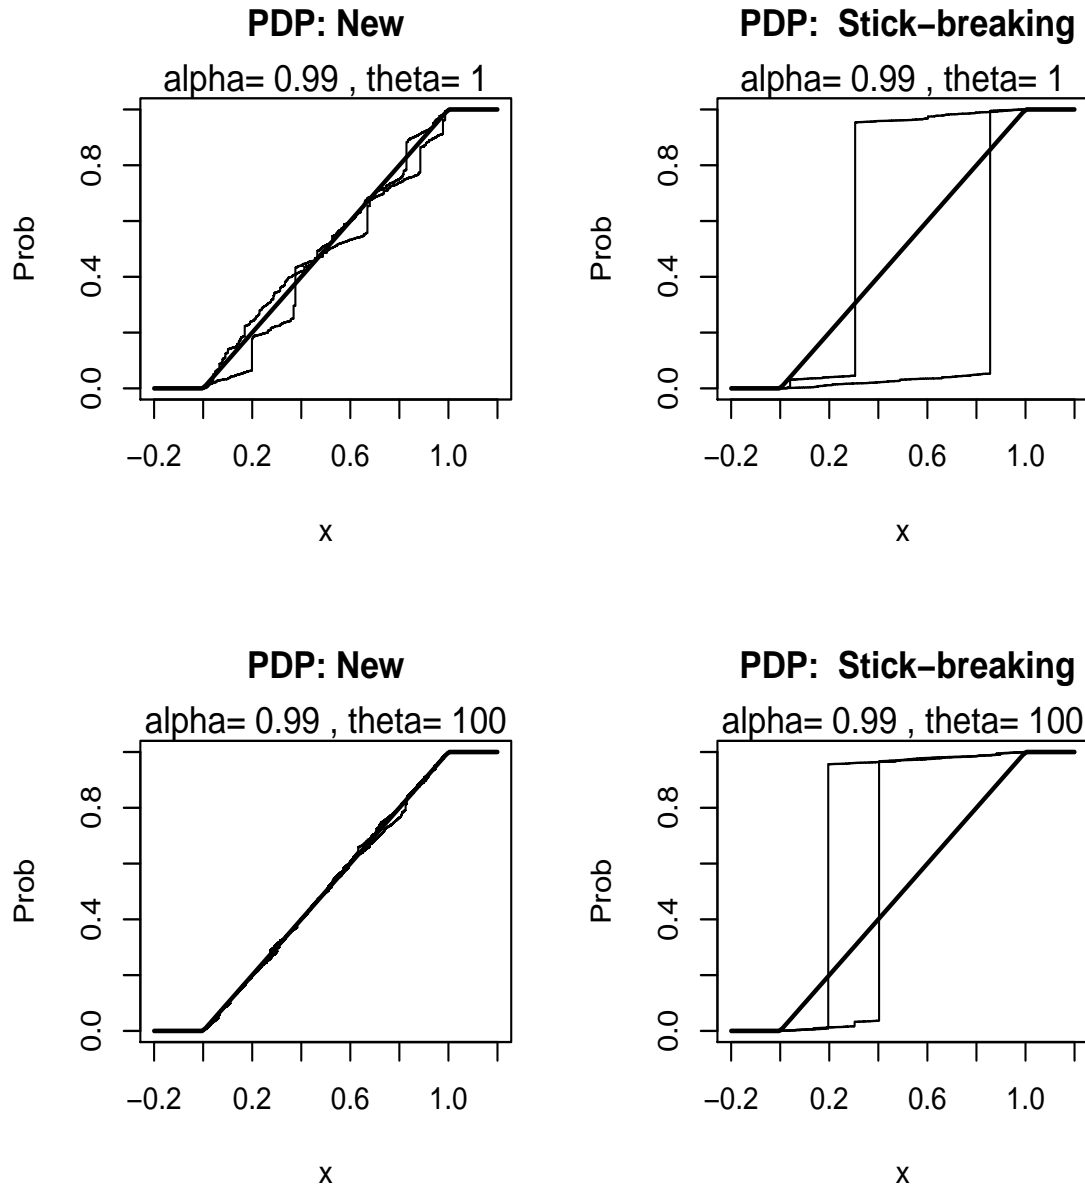 PDP: New
alpha= 0.99 , theta= 1
Prob
0.0 0.4 0.8
−0.2 0.2 0.6 1.0
x
PDP:  Stick−breaking
alpha= 0.99 , theta= 1
Prob
0.0 0.4 0.8
−0.2 0.2 0.6 1.0
x
PDP: New
alpha= 0.99 , theta= 100
Prob
0.0 0.4 0.8
−0.2 0.2 0.6 1.0
x
PDP:  Stick−breaking
alpha= 0.99 , theta= 100
Prob
0.0 0.4 0.8
−0.2 0.2 0.6 1.0
x